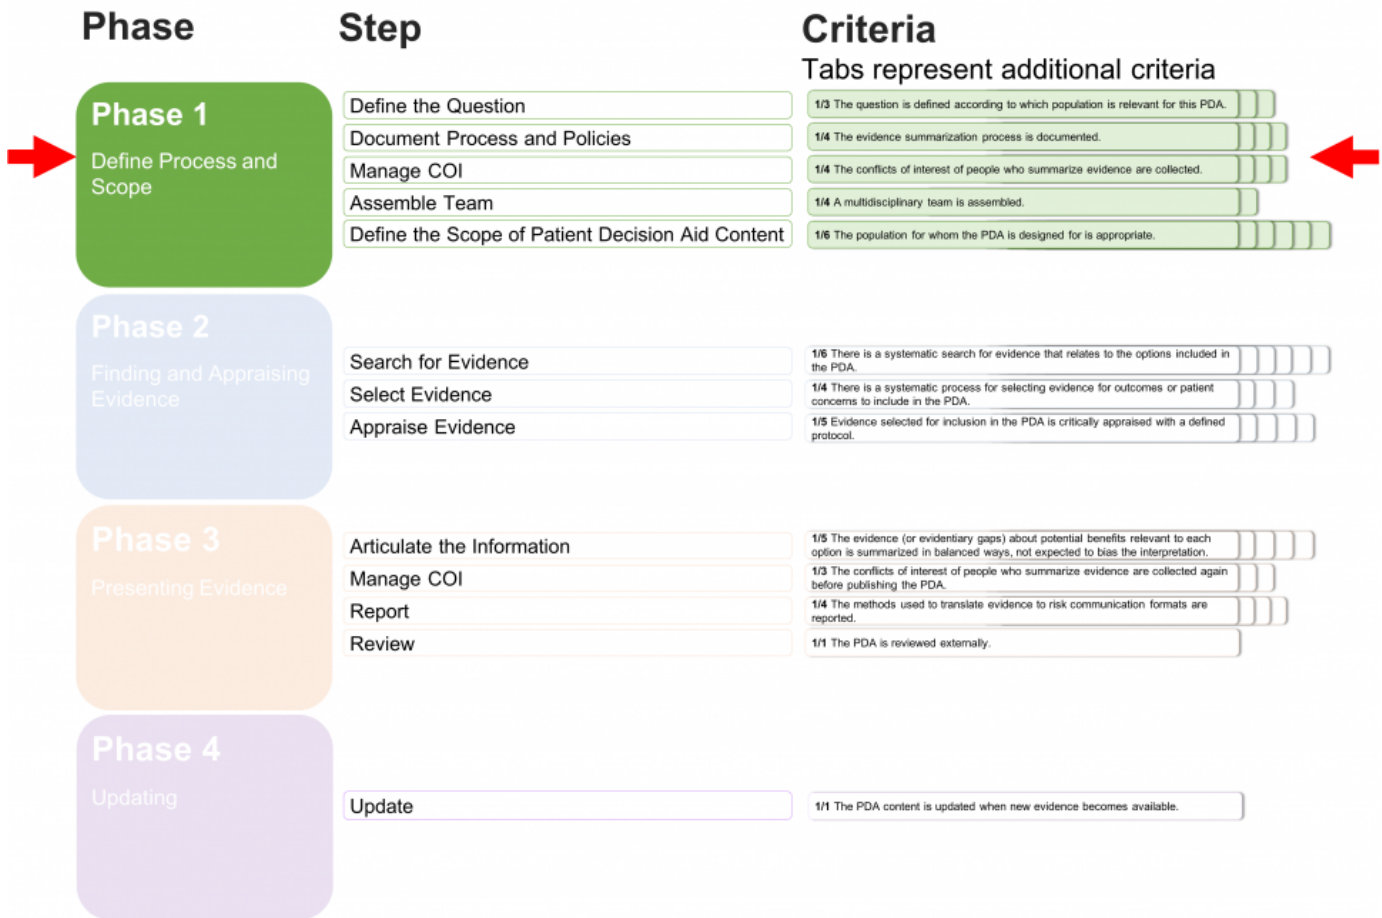 Phase
Step
Criteria
Tabs represent additional criteria
Phase 1
Define Process and
Scope
Define the Question
1/3 The question is defined according to which population is relevant for this PDA.
Document Process and Policies
1/4 The evidence summarization process is documented.
Manage COI
1/4 The conflicts of interest of people who summarize evidence are collected.
Assemble Team
1/4 A multidisciplinary team is assembled.
Define the Scope of Patient Decision Aid Content
1/6 The population for whom the PDA is designed for is appropriate.
Phase 2
Finding and Appraising
Evidence
Search for Evidence
1/6 There is a systematic search for evidence that relates to the options included in
the PDA.
Select Evidence
1/4 There is a systematic process for selecting evidence for outcomes or patient
concerns to include in the PDA.
Appraise Evidence
1/5 Evidence selected for inclusion in the PDA is critically appraised with a defined
protocol.
Phase 3
Presenting Evidence
Articulate the Information
1/5 The evidence (or evidentiary gaps) about potential benefits relevant to each
option is summarized in balanced ways, not expected to bias the interpretation.
Manage COI
1/3 The conflicts of interest of people who summarize evidence are collected again
before publishing the PDA.
Report
1/4 The methods used to translate evidence to risk communication formats are
reported.
Review
1/1 The PDA is reviewed externally.
Phase 4
Updating
Update
1/1 The PDA content is updated when new evidence becomes available.